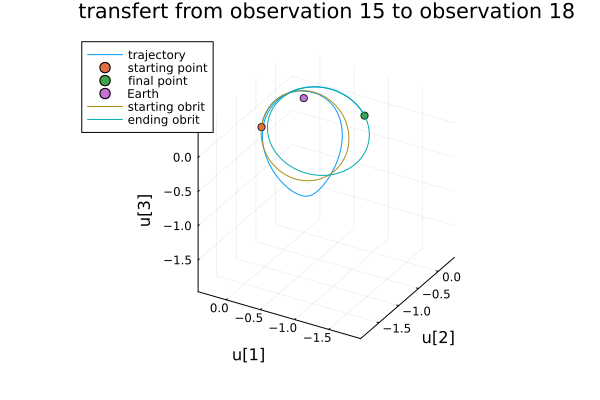 transfert from observation 15 to observation 18
trajectory
starting point
final point
Earth
starting obrit
ending obrit
0.0
−0.5
−1.0
−1.5
u[3]
0.0
−0.5
−1.0
−1.5
u[1]
0.0
−0.5
−1.0
−1.5
u[2]